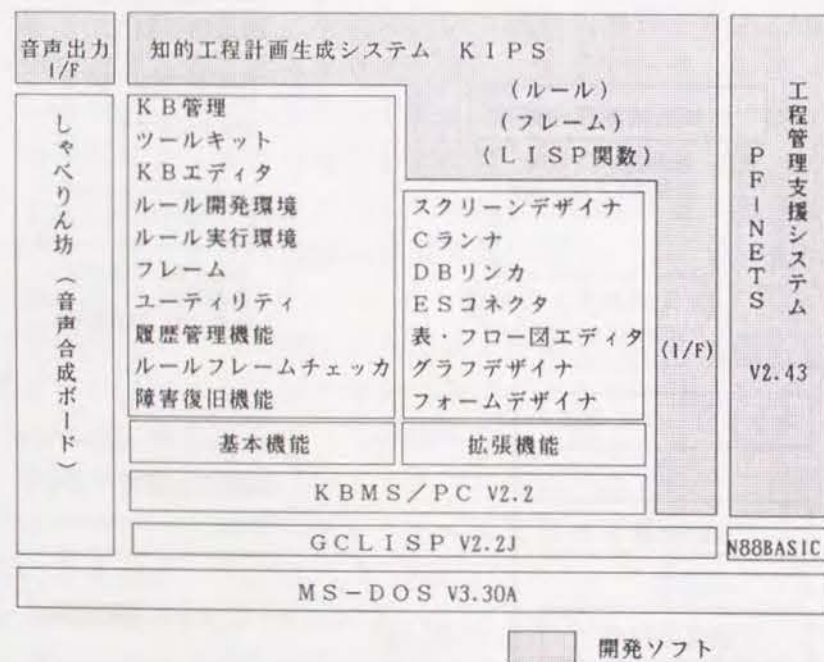 音声出力
I/F
知的工程計画生成システム KIPS
(ルール)
(フレーム)
(LISP関数)
しゃべりん坊(音声合成ボード)
KB管理
ツールキット
KBエディタ
ルール開発環境
ルール実行環境
フレーム
ユーティリティ
履歴管理機能
ルールフレームチェッカ
障害復旧機能
基本機能
スクリーンデザイナ
Cランナ
DBリンカ
ESコネクタ
表・フロー図エディタ
グラフデザイナ
フォームデザイナ
拡張機能
(I/F)
工程管理支援システム
PF-NETS
V2.43
KBMS/PC V2.2
GCLISP V2.2J
N88BASIC
MS-DOS V3.30A
開発ソフト